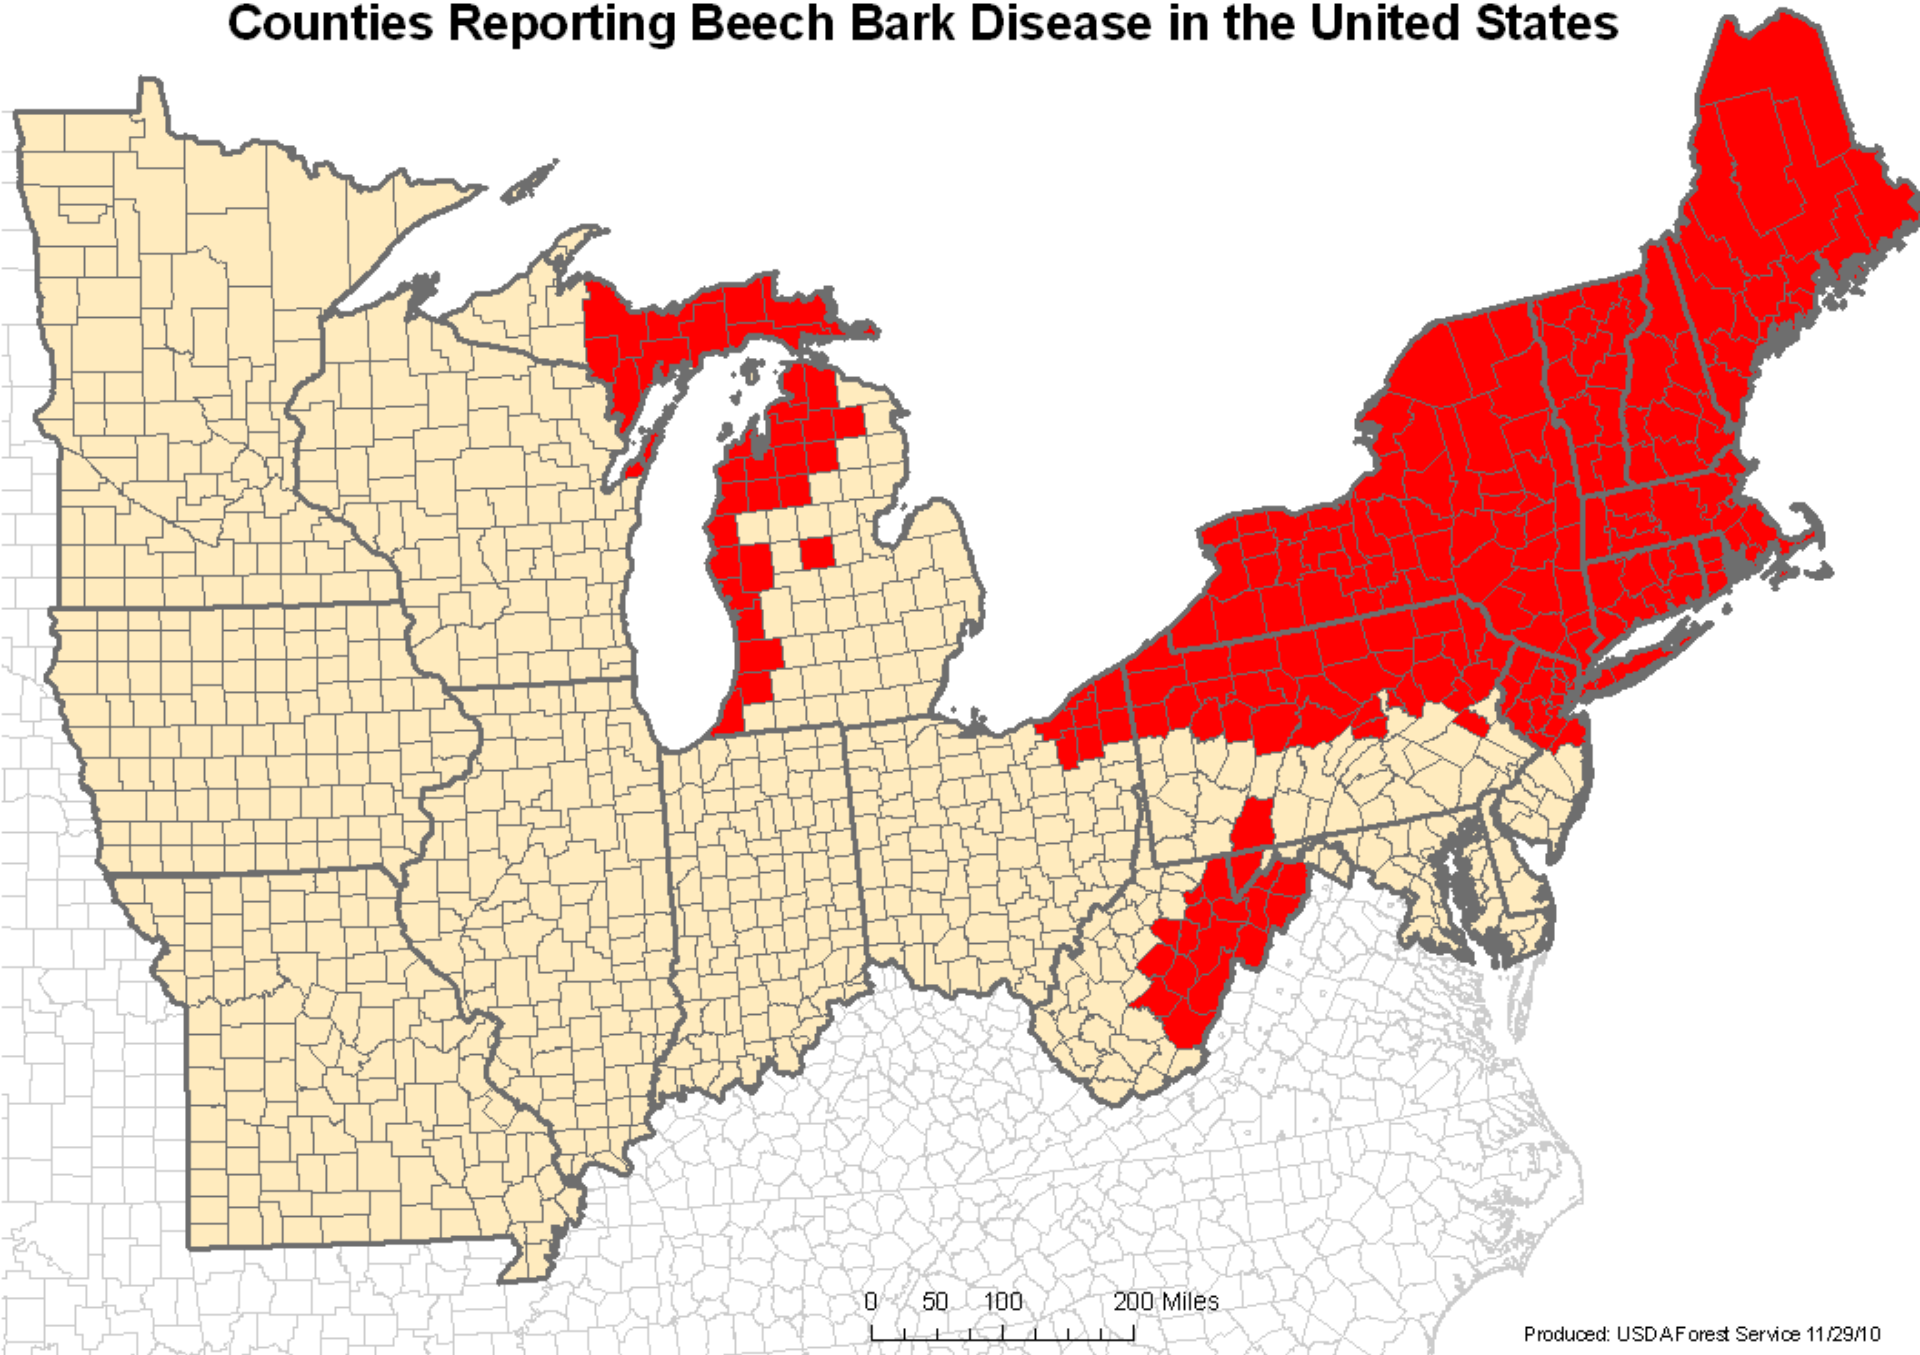 Counties Reporting Beech Bark Disease in the United States
0 50 100 200 Miles
Produced: USDA Forest Service 11/29/10